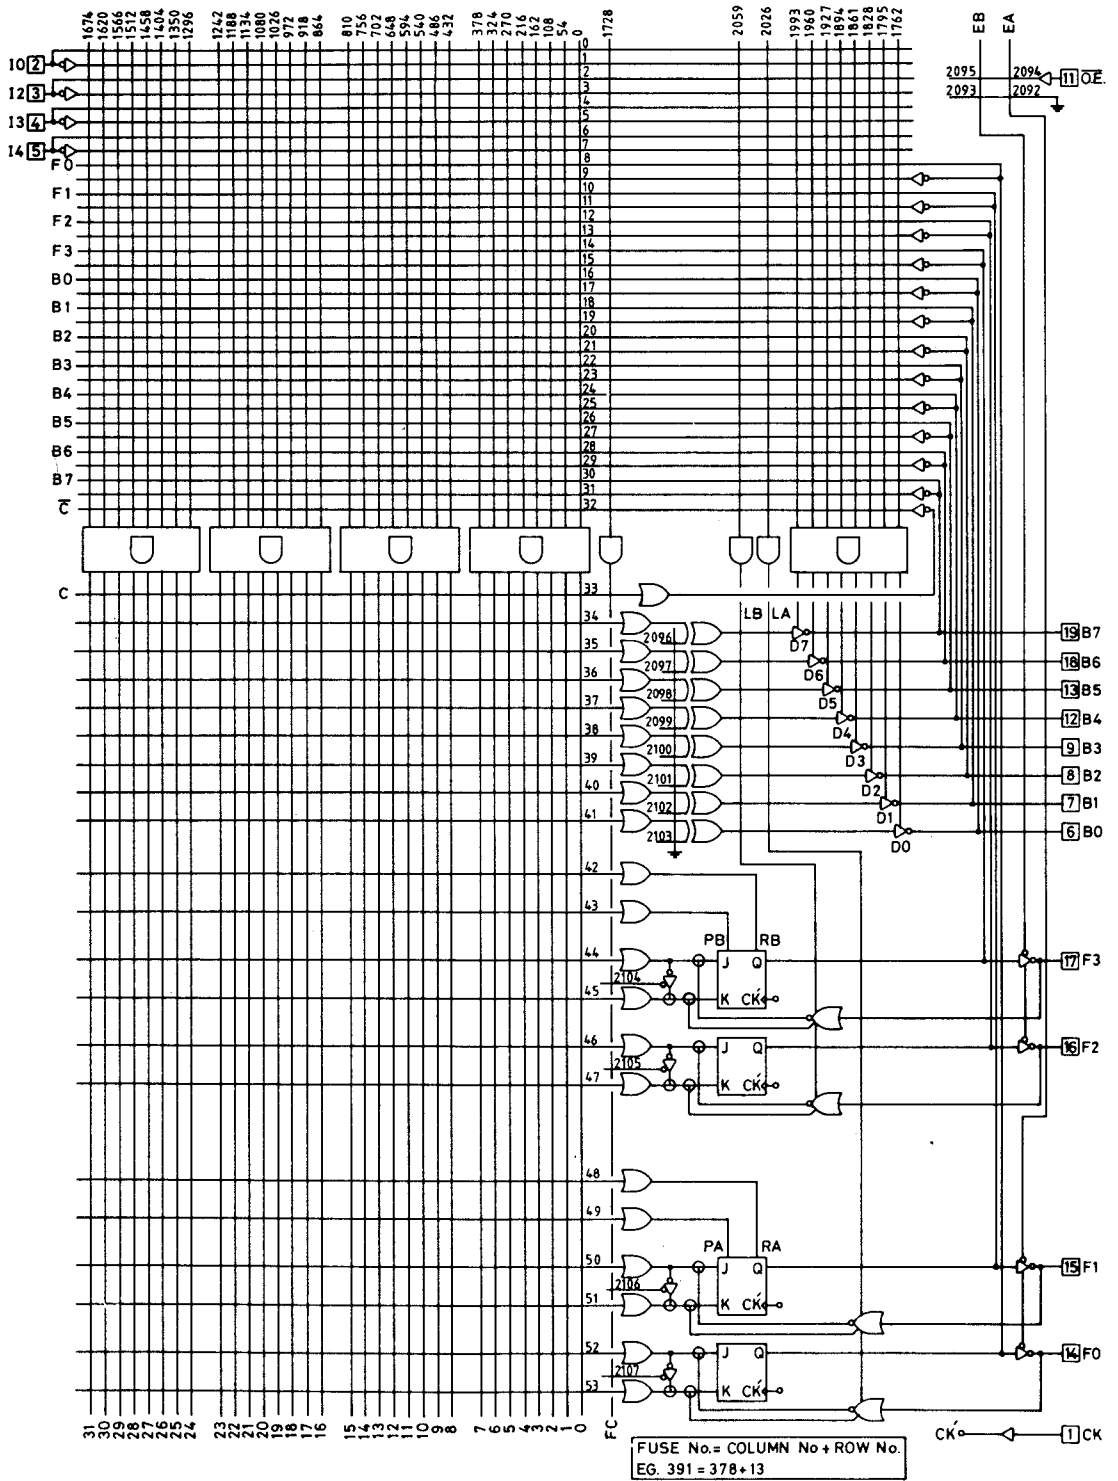 1674 1620 1566 1512 1458 1404 1350 1296
1242 1188 1134 1080 1026 972 918 864
810 756 702 648 594 540 486 432
378 324 270 216 162 108 54 0
1728
2059 2026
1993 1960 1927 1894 1861 1828 1795 1762
EB EA
0
I0 2 1
2
2095 2094 11 O.E.
I2 3 3
2093 2092
4
I3 4 5
6
I4 5 7
F0 8
9
F1 10
11
F2 12
13
F3 14
15
B0 16
17
B1 18
19
B2 20
21
B3 22
23
B4 24
25
B5 26
27
B6 28
29
B7 30
31
C 32
C 33
LB LA
34 2096 D7 19 B7
35 2097 D6 18 B6
36 2098 D5 13 B5
37 2099 D4 12 B4
38 2100 D3 9 B3
39 2101 D2 8 B2
40 2102 D1 7 B1
41 2103 D0 6 B0
42
43
PB RB
44 J Q 17 F3
2104
45 K CK
46 J Q 16 F2
2105
47 K CK
48
49
PA RA
50 J Q 15 F1
2106
51 K CK
52 J Q 14 F0
2107
53 K CK
31 30 29 28 27 26 25 24
23 22 21 20 19 18 17 16
15 14 13 12 11 10 9 8
7 6 5 4 3 2 1 0
FC
CK 1 CK
FUSE No.= COLUMN No + ROW No.
EG. 391 = 378+13